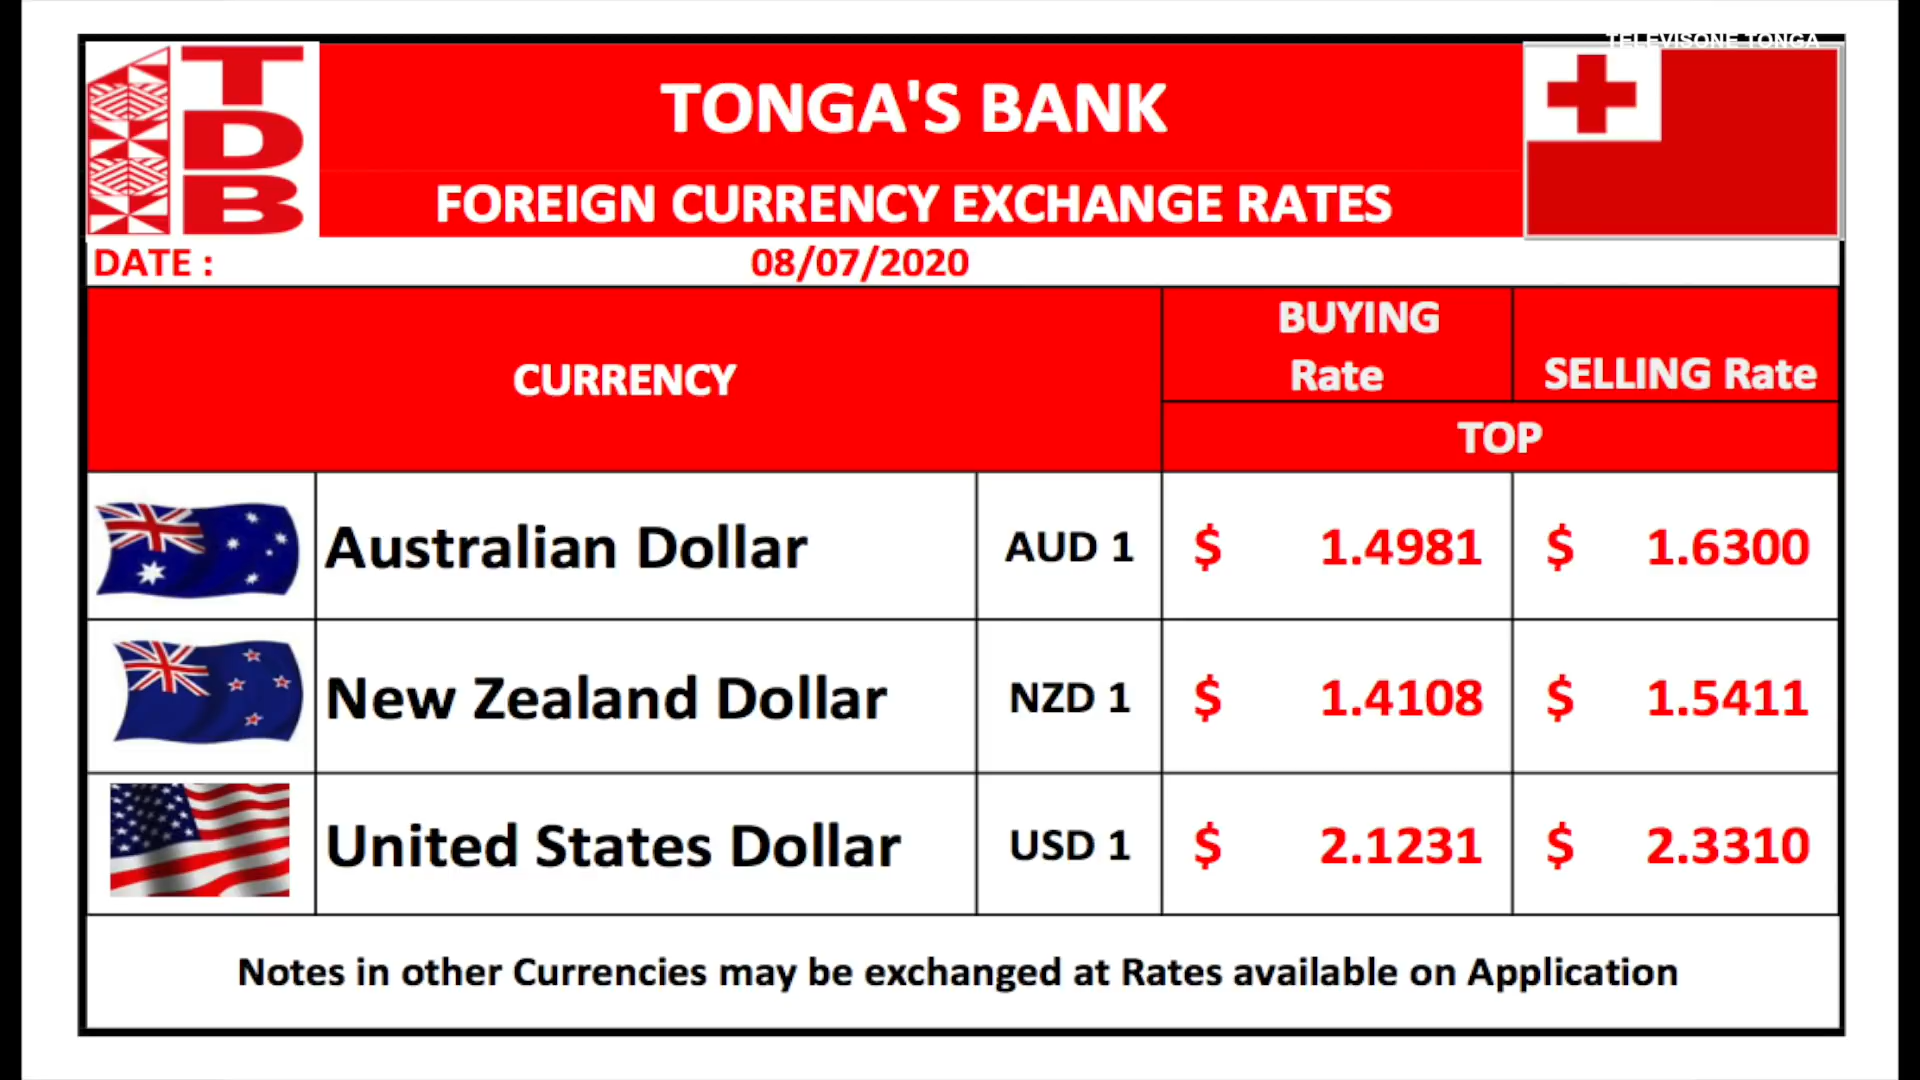 TELEVISONE TONGA
T
D
B
TONGA'S BANK
FOREIGN CURRENCY EXCHANGE RATES
DATE : 08/07/2020
CURRENCY
BUYING
Rate
SELLING Rate
TOP
Australian Dollar AUD 1 $ 1.4981 $ 1.6300
New Zealand Dollar NZD 1 $ 1.4108 $ 1.5411
United States Dollar USD 1 $ 2.1231 $ 2.3310
Notes in other Currencies may be exchanged at Rates available on Application